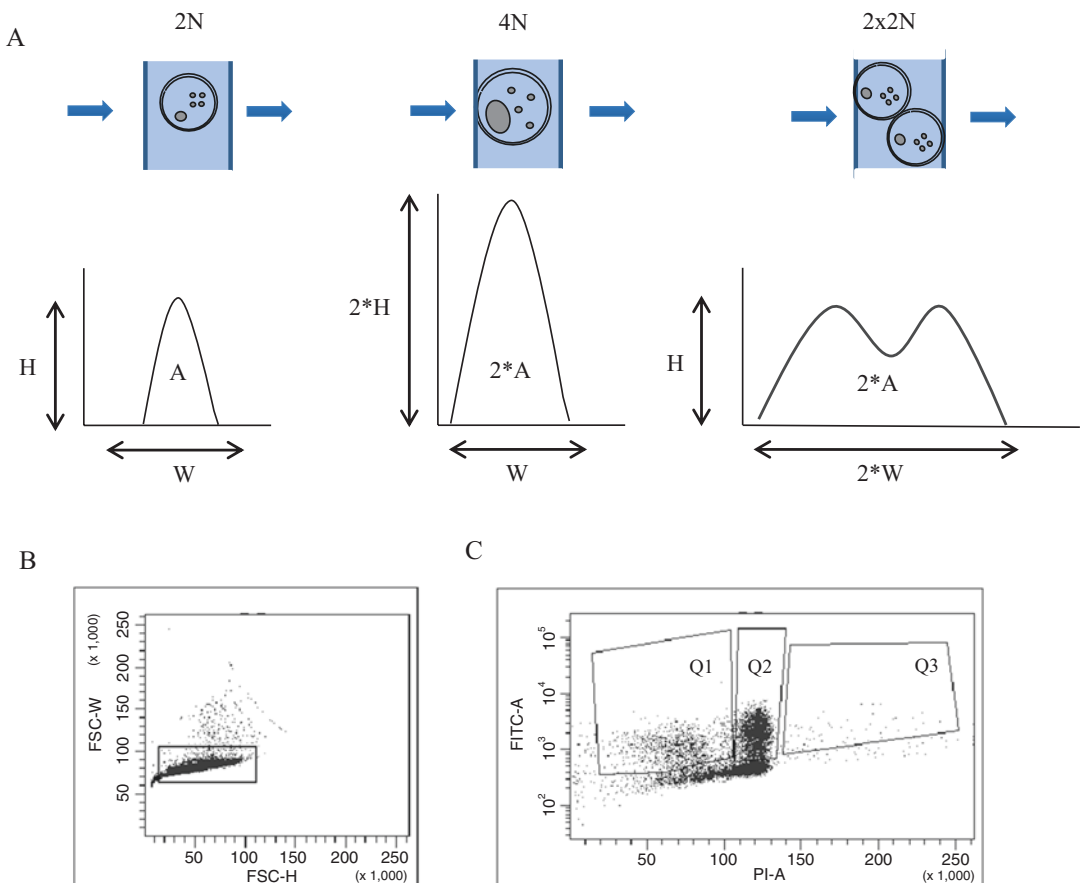 A
2N
4N
2x2N
H
A
W
2*H
2*A
W
H
2*A
2*W
B
FSC-W
(x 1,000)
250
200
150
100
50
50
100
150
200
250
FSC-H
(x 1,000)
C
FITC-A
10^5
10^4
10^3
10^2
Q1
Q2
Q3
50
100
150
200
250
PI-A
(x 1,000)